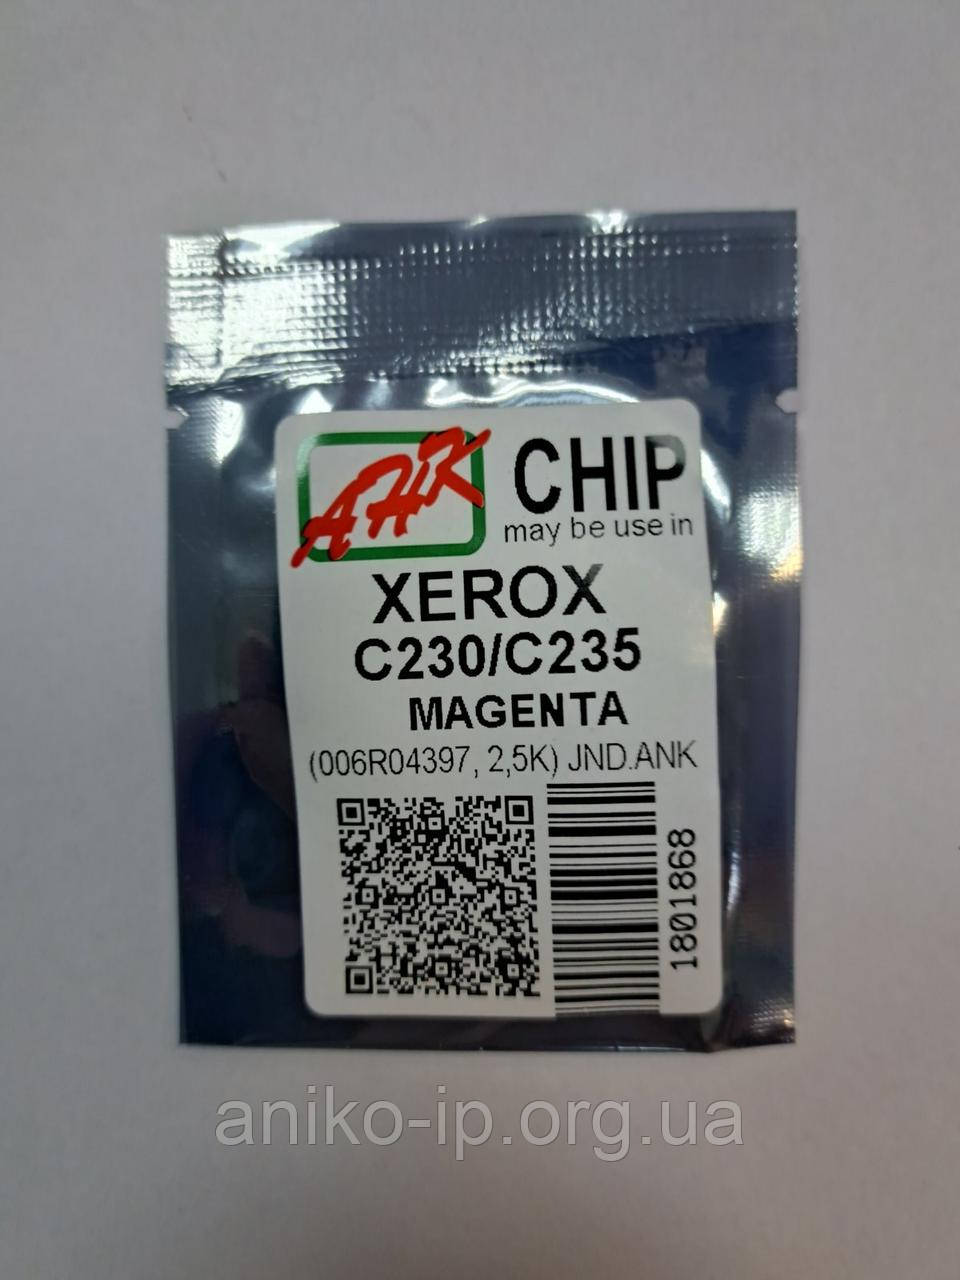 АНК
CHIP
may be use in
XEROX
C230/C235
MAGENTA
(006R04397, 2,5K) JND.ANK
1801868
aniko-ip.org.ua